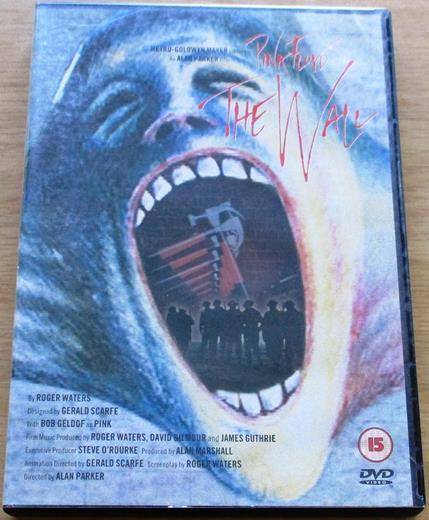 METRO-GOLDWYN-MAYER
An ALAN PARKER Film
PINK FLOYD
THE WALL
By ROGER WATERS
Designed by GERALD SCARFE
With BOB GELDOF as PINK
Film Music Produced by ROGER WATERS, DAVID GILMOUR and JAMES GUTHRIE
Executive Producer STEVE O'ROURKE Produced by ALAN MARSHALL
Animation Directed by GERALD SCARFE Screenplay by ROGER WATERS
Directed by ALAN PARKER
15
DVD
VIDEO